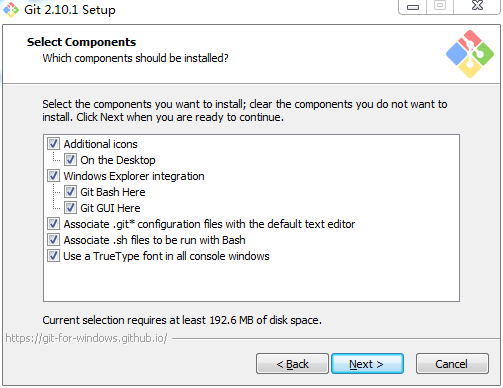 Git 2.10.1 Setup
Select Components
Which components should be installed?
Select the components you want to install; clear the components you do not want to
install. Click Next when you are ready to continue.
Additional icons
On the Desktop
Windows Explorer integration
Git Bash Here
Git GUI Here
Associate .git* configuration files with the default text editor
Associate .sh files to be run with Bash
Use a TrueType font in all console windows
Current selection requires at least 192.6 MB of disk space.
https://git-for-windows.github.io/
< Back
Next >
Cancel